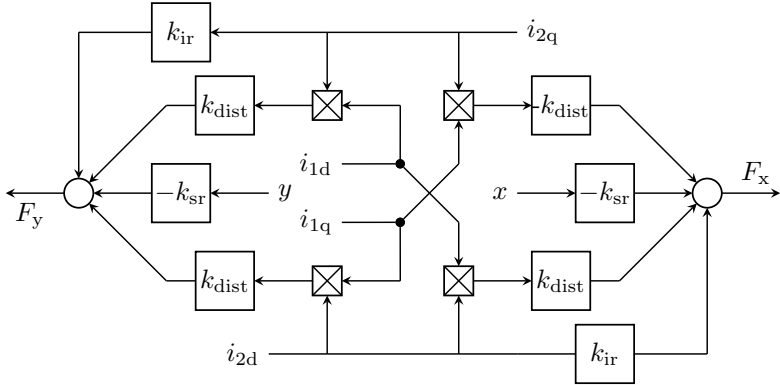 k_ir i_2q
k_dist -k_dist
i_1d
F_y −k_sr y x −k_sr F_x
i_1q
k_dist k_dist
i_2d k_ir